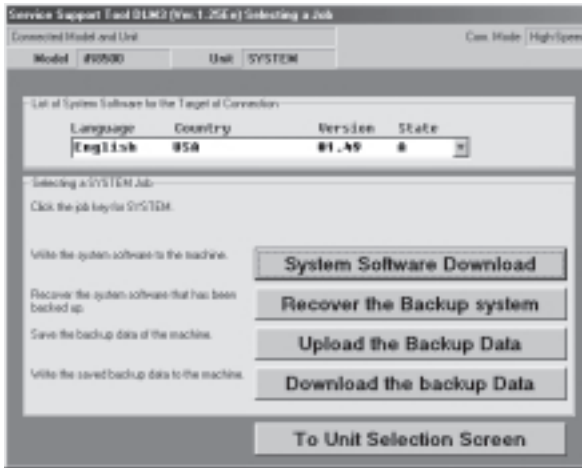 Service Support Tool DLM3 (Ver.1.25Ee) Selecting a Job
Connected Model and Unit
Com. Mode High-Speed
Model iR8500 Unit SYSTEM
List of System Software for the Target of Connection
Language Country Version State
English USA 01.49 A
Selecting a SYSTEM Job
Click the job key for SYSTEM.
Write the system software to the machine.
System Software Download
Recover the system software that has been
backed up.
Recover the Backup system
Save the backup data of the machine.
Upload the Backup Data
Write the saved backup data to the machine.
Download the backup Data
To Unit Selection Screen